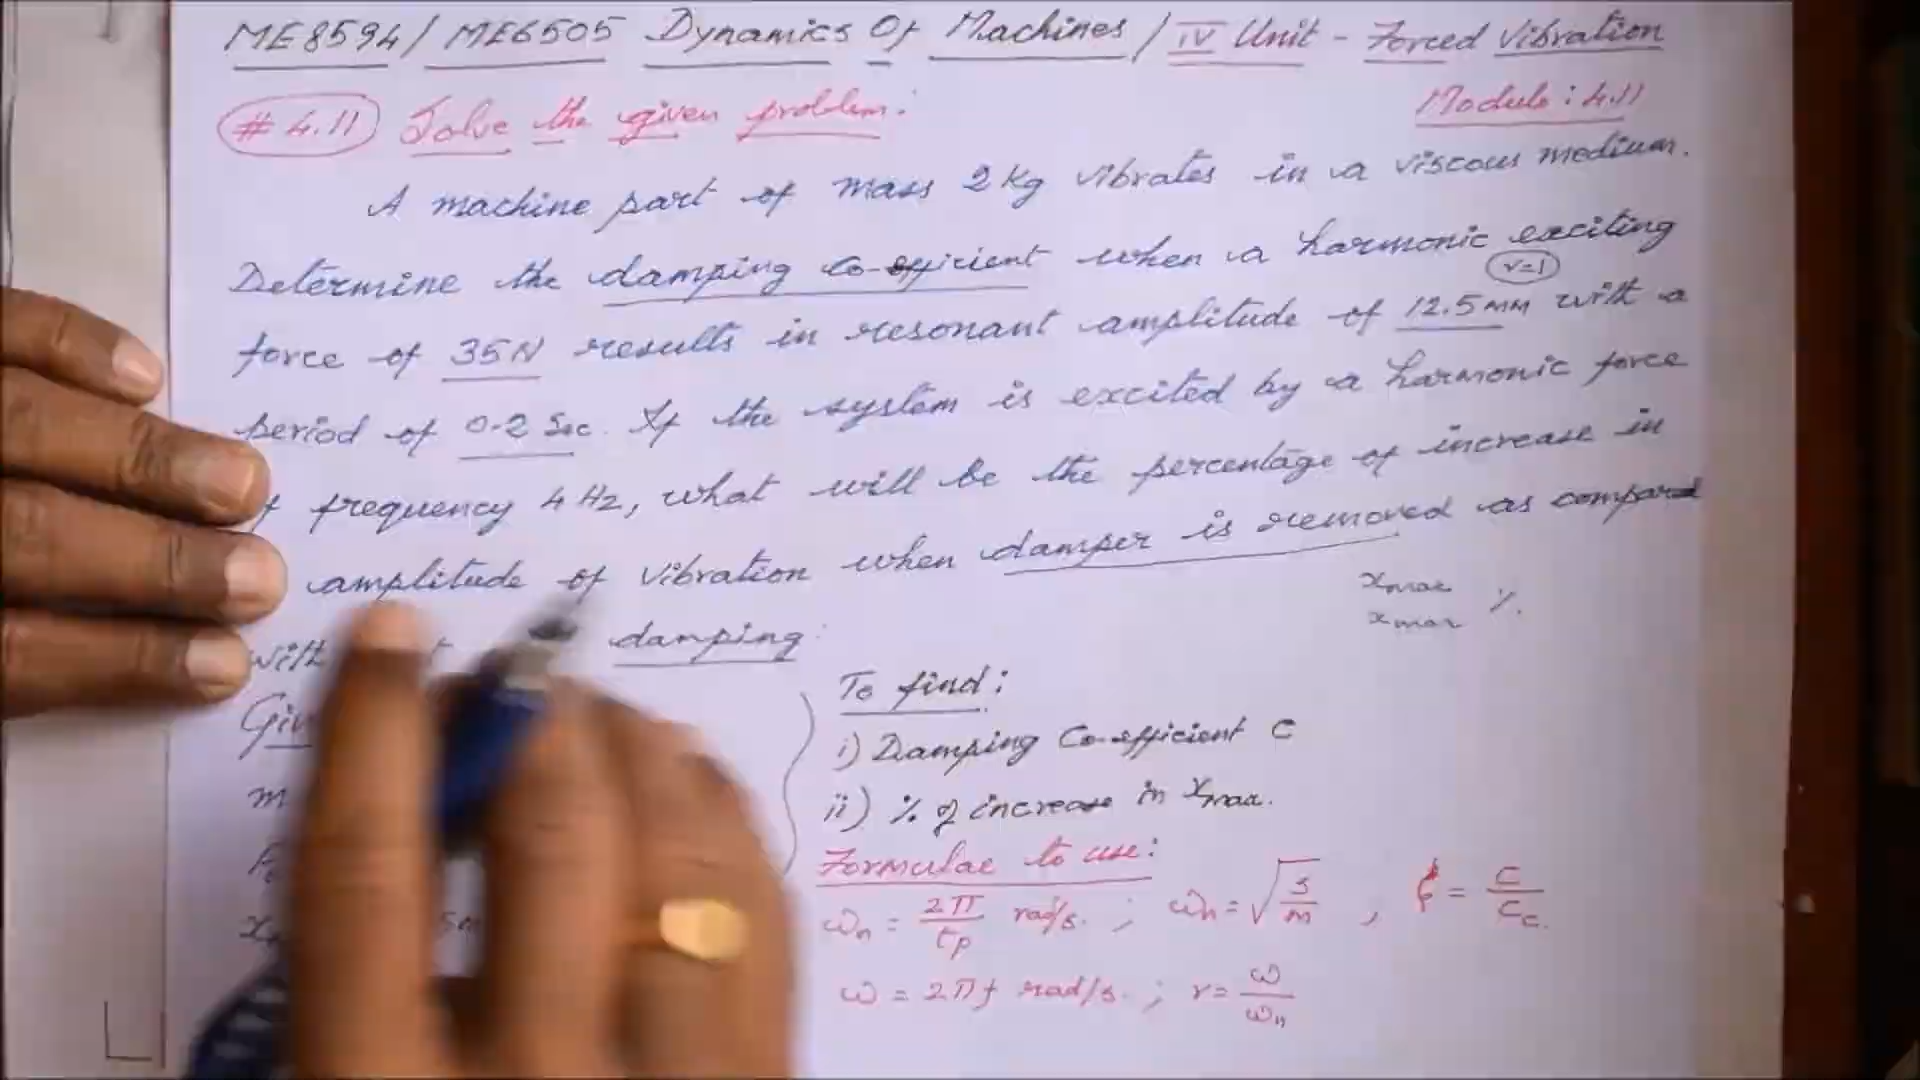 ME8594/ ME6505 Dynamics Of Machines / IV Unit - Forced Vibration
# 4.11 Solve the given problem: Module: 4.11
A machine part of mass 2 kg vibrates in a viscous medium.
Determine the damping Co-efficient when a harmonic exciting
r=1
force of 35N results in resonant amplitude of 12.5 mm with a
period of 0.2 Sec. If the system is excited by a harmonic force
frequency 4 Hz, what will be the percentage of increase in
amplitude of vibration when damper is removed as compared
xmax
xmax %.
damping:
To find:
i) Damping Co-efficient C
m ii) % of increase in Xmax.
Formulae to use:
ωn = 2π/tp rad/s. ; ωn = √s/m , ζ = C/Cc.
ω = 2πf rad/s. ; r = ω/ωn